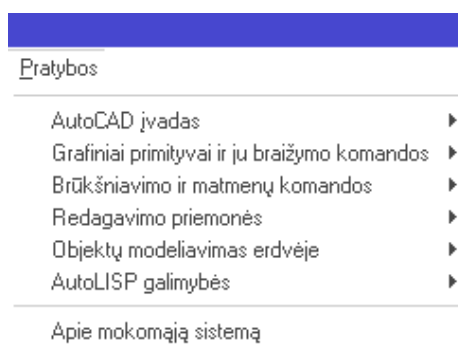 Pratybos
AutoCAD įvadas
Grafiniai primityvai ir ju braižymo komandos
Brūkšniavimo ir matmenų komandos
Redagavimo priemonės
Objektų modeliavimas erdvėje
AutoLISP galimybės
Apie mokomąją sistemą